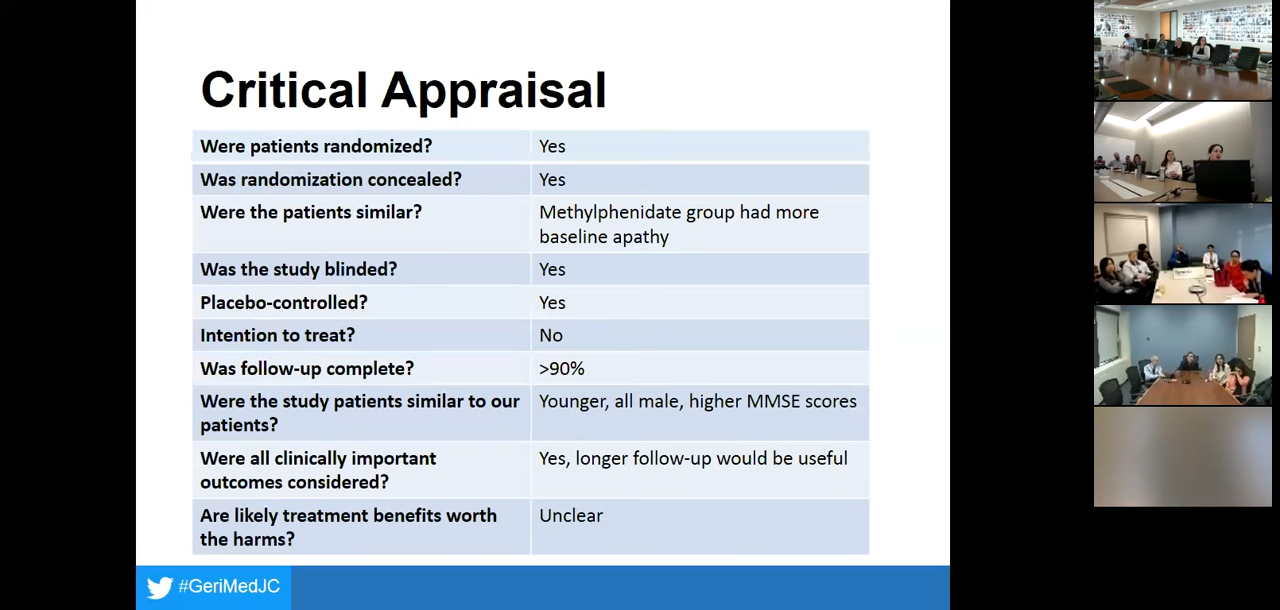 Critical Appraisal
Were patients randomized? Yes
Was randomization concealed? Yes
Were the patients similar? Methylphenidate group had more
baseline apathy
Was the study blinded? Yes
Placebo-controlled? Yes
Intention to treat? No
Was follow-up complete? >90%
Were the study patients similar to our
patients? Younger, all male, higher MMSE scores
Were all clinically important
outcomes considered? Yes, longer follow-up would be useful
Are likely treatment benefits worth
the harms? Unclear
#GeriMedJC